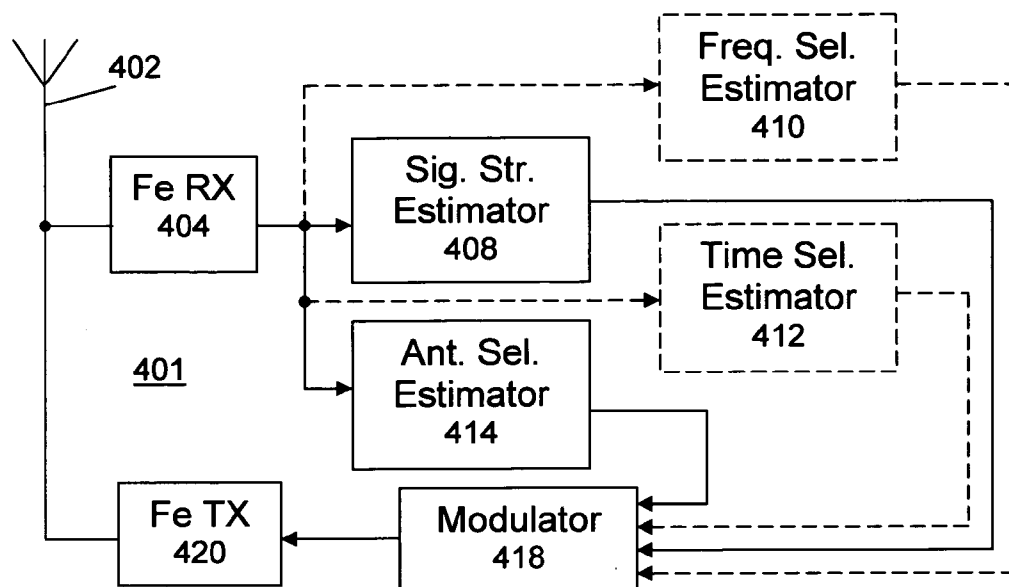 402
Freq. Sel.
Estimator
410
Fe RX
404
Sig. Str.
Estimator
408
Time Sel.
Estimator
412
401
Ant. Sel.
Estimator
414
Fe TX
420
Modulator
418